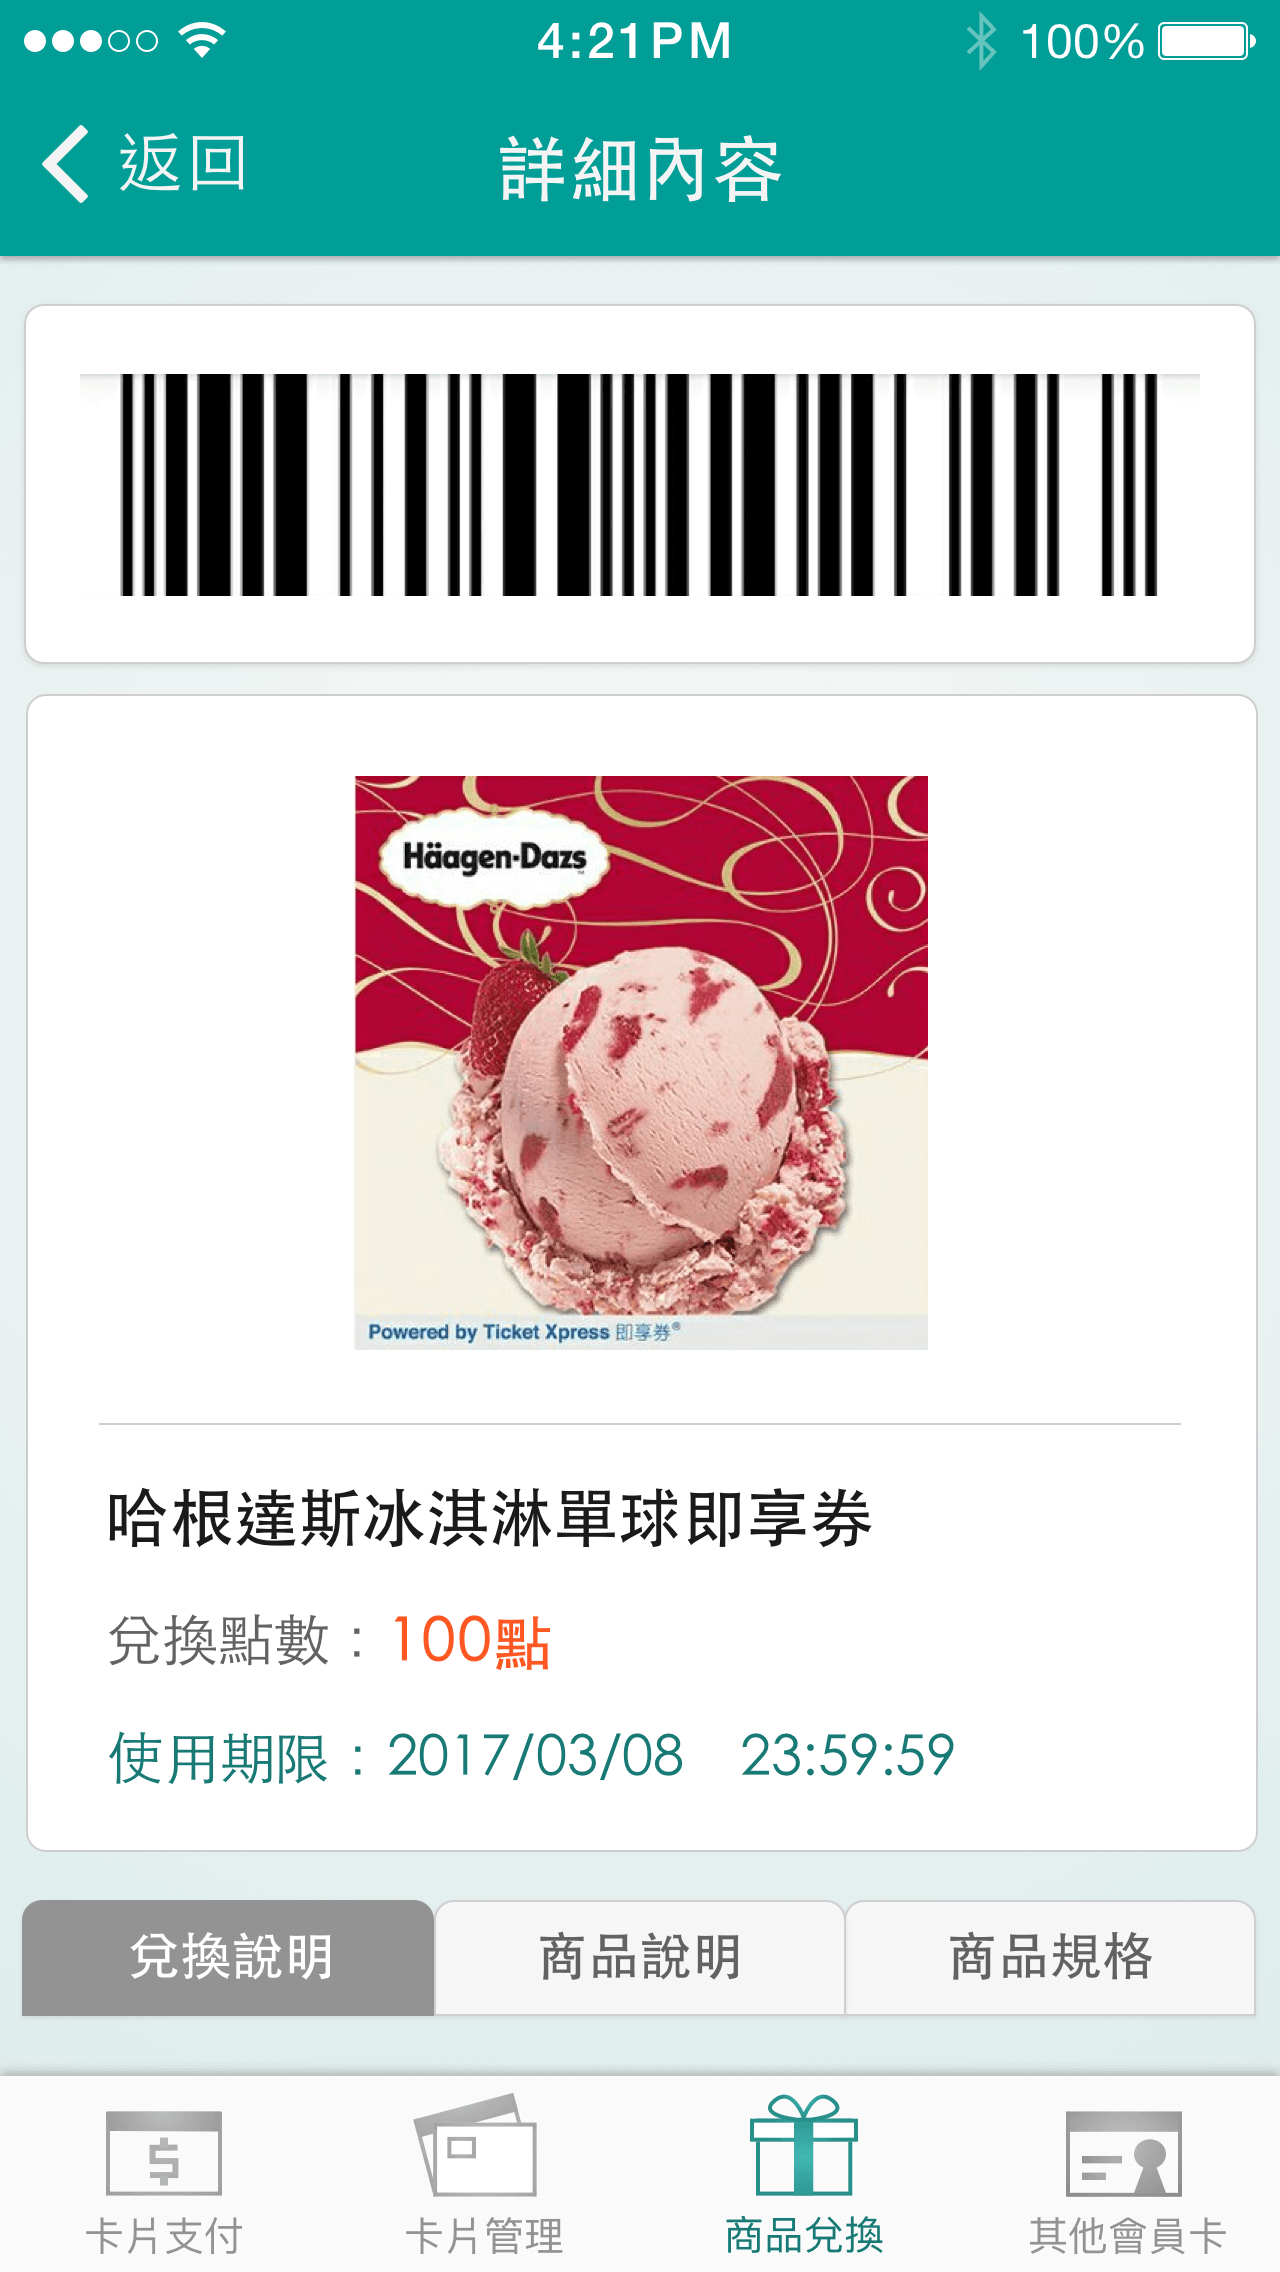 4:21PM
100%
返回
詳細內容
Häagen-Dazs
Powered by Ticket Xpress 即享券®
哈根達斯冰淇淋單球即享券
兌換點數：100點
使用期限：2017/03/08 23:59:59
兌換說明
商品說明
商品規格
卡片支付
卡片管理
商品兌換
其他會員卡